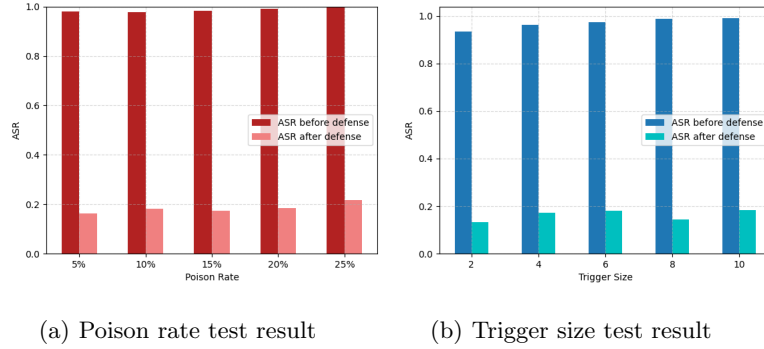 1.0
0.8
0.6
0.4
0.2
0.0
ASR
ASR before defense
ASR after defense
5% 10% 15% 20% 25%
Poison Rate
(a) Poison rate test result
1.0
0.8
0.6
0.4
0.2
0.0
ASR
ASR before defense
ASR after defense
2 4 6 8 10
Trigger Size
(b) Trigger size test result